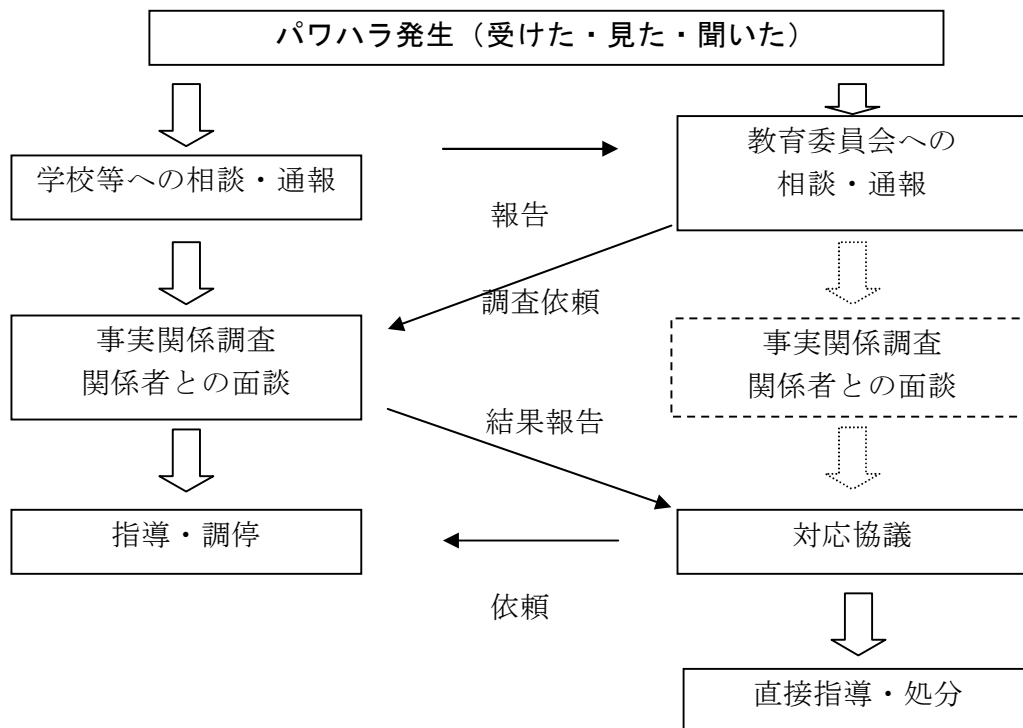 パワハラ発生（受けた・見た・聞いた）
学校等への相談・通報
報告
教育委員会への
相談・通報
調査依頼
事実関係調査
関係者との面談
事実関係調査
関係者との面談
結果報告
指導・調停
依頼
対応協議
直接指導・処分